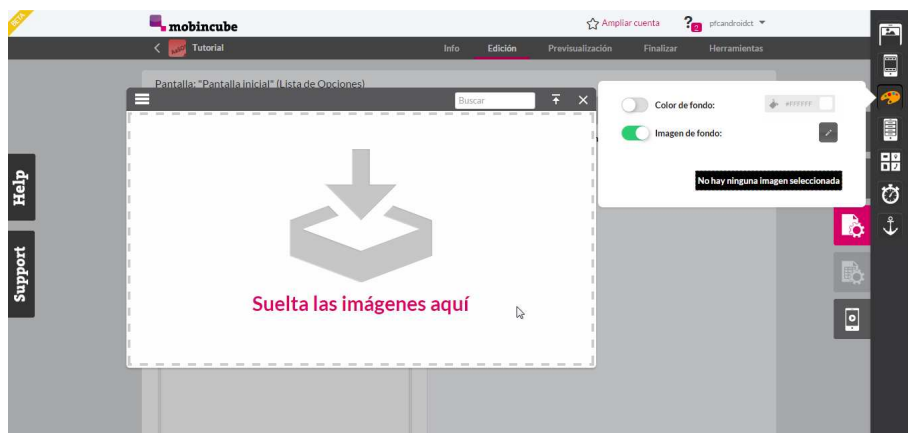 BETA
mobincube
Ampliar cuenta
? 2
pfcandroidct
Tutorial
Info
Edición
Previsualización
Finalizar
Herramientas
Pantalla: "Pantalla inicial" (Lista de Opciones)
Buscar
Color de fondo:
#FFFFFF
Imagen de fondo:
No hay ninguna imagen seleccionada
Suelta las imágenes aquí
Help
Support